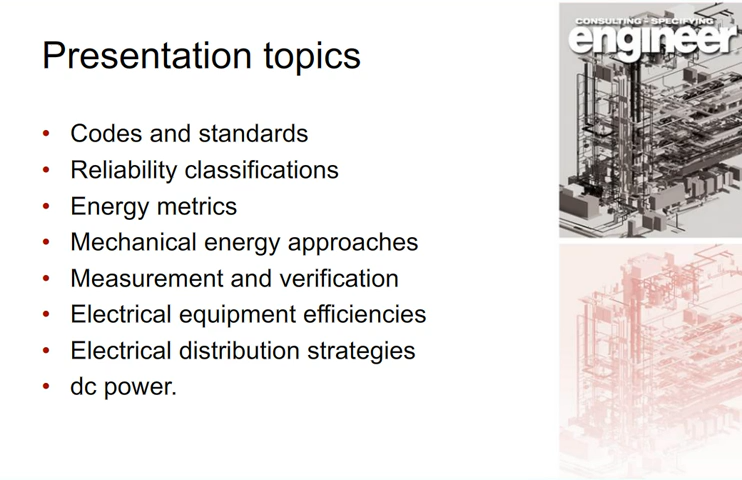 Presentation topics
• Codes and standards
• Reliability classifications
• Energy metrics
• Mechanical energy approaches
• Measurement and verification
• Electrical equipment efficiencies
• Electrical distribution strategies
• dc power.
CONSULTING - SPECIFYING
engineer